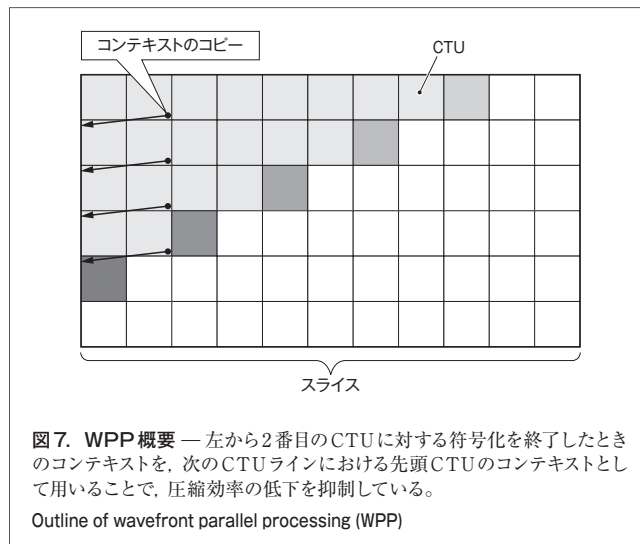 コンテキストのコピー
CTU
スライス
図7. WPP概要 — 左から2番目のCTUに対する符号化を終了したとき
のコンテキストを,次のCTUラインにおける先頭CTUのコンテキストとし
て用いることで,圧縮効率の低下を抑制している。
Outline of wavefront parallel processing (WPP)